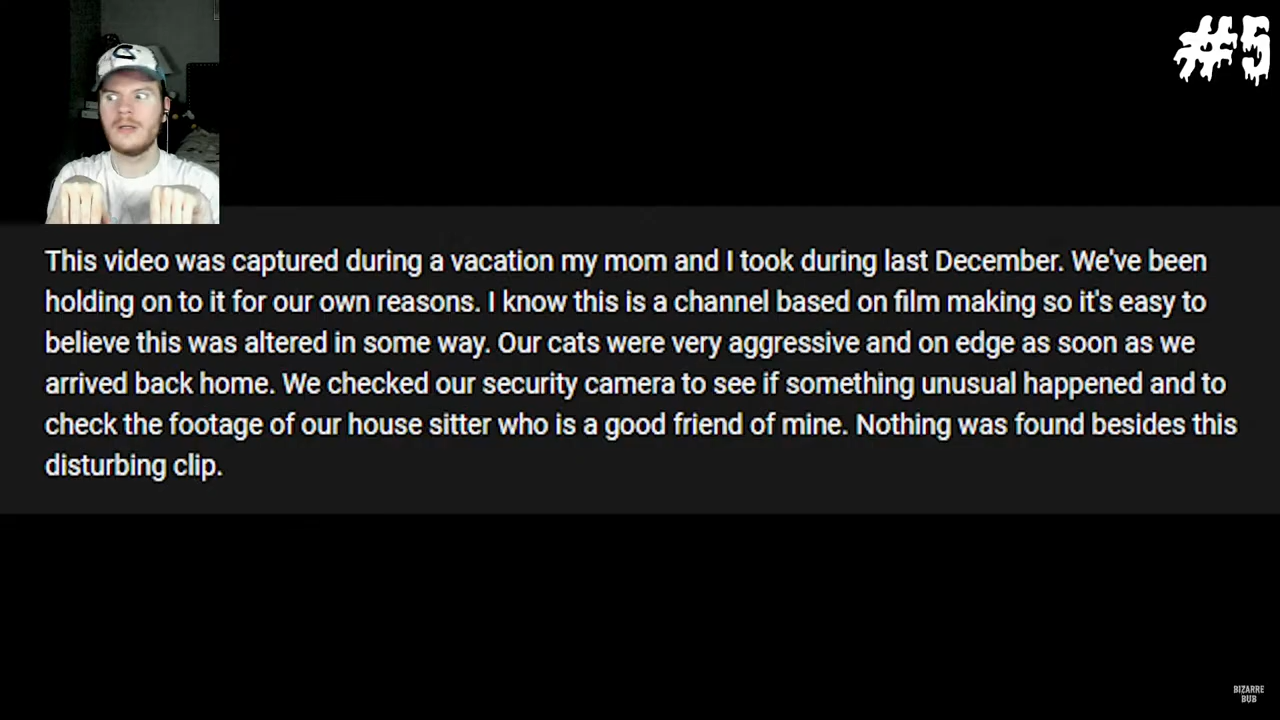 #5
This video was captured during a vacation my mom and I took during last December. We've been
holding on to it for our own reasons. I know this is a channel based on film making so it's easy to
believe this was altered in some way. Our cats were very aggressive and on edge as soon as we
arrived back home. We checked our security camera to see if something unusual happened and to
check the footage of our house sitter who is a good friend of mine. Nothing was found besides this
disturbing clip.
BIZARRE
BUB